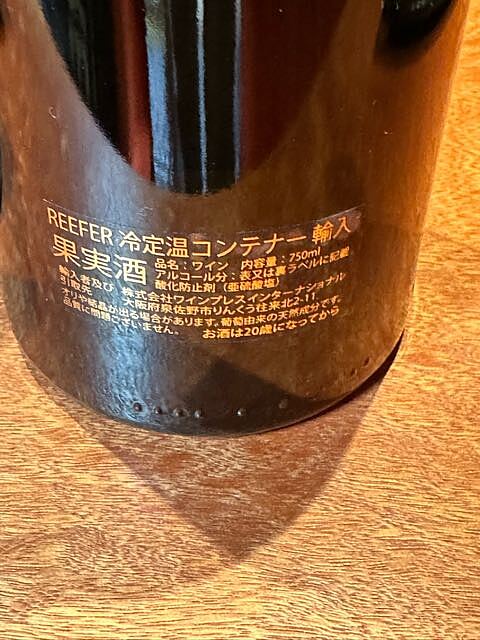 REEFER 冷定温コンテナー 輸入
果実酒
品名：ワイン 内容量：750ml
アルコール分：表又は裏ラベルに記載
酸化防止剤（亜硫酸塩）
輸入者及び引取先 株式会社ワインプレスインターナショナル
大阪府泉佐野市りんくう往来北2-11
オリや結晶が出る場合があります。葡萄由来の天然成分です。
品質に問題ございません。 お酒は20歳になってから